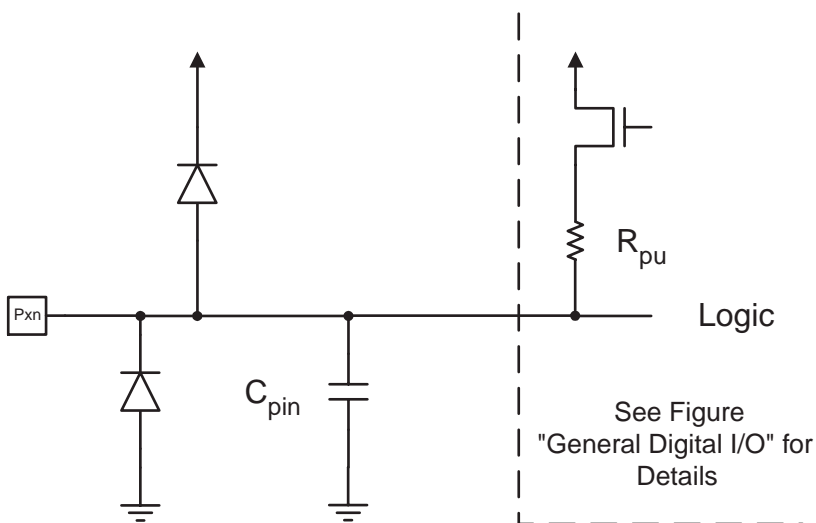 R_pu
Pxn
Logic
C_pin
See Figure
"General Digital I/O" for
Details